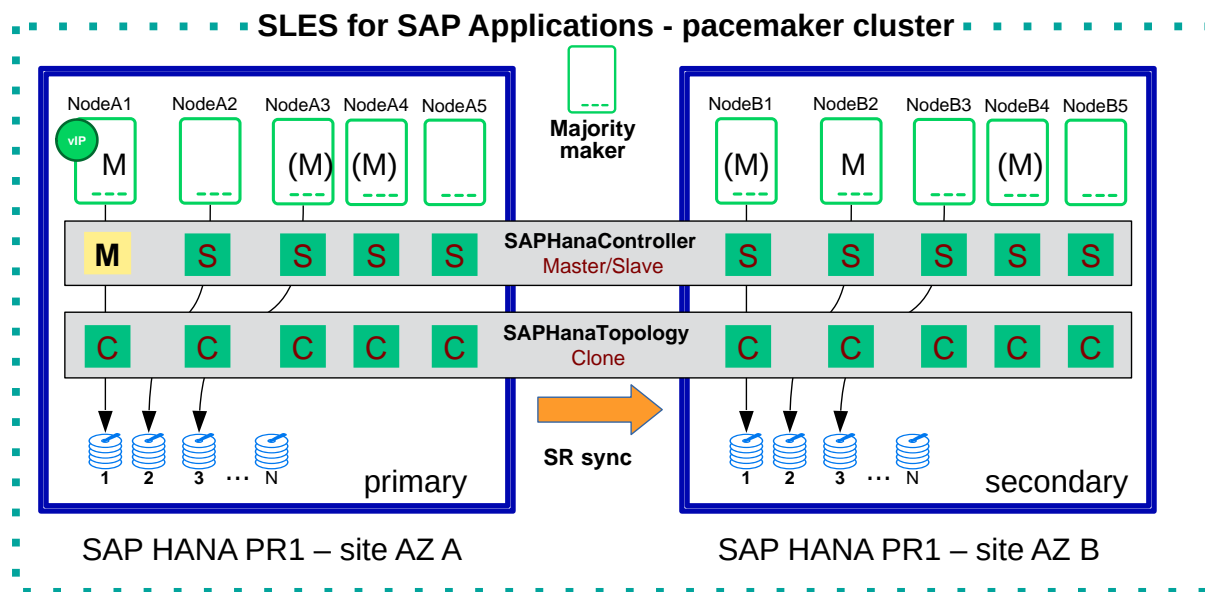 SLES for SAP Applications - pacemaker cluster
NodeA1 NodeA2 NodeA3 NodeA4 NodeA5
vIP
M (M) (M)
Majority
maker
NodeB1 NodeB2 NodeB3 NodeB4 NodeB5
(M) M (M)
M S S S S
SAPHanaController
Master/Slave
S S S S S
C C C C C
SAPHanaTopology
Clone
C C C C C
1 2 3 ... N
primary
SR sync
1 2 3 ... N
secondary
SAP HANA PR1 – site AZ A
SAP HANA PR1 – site AZ B